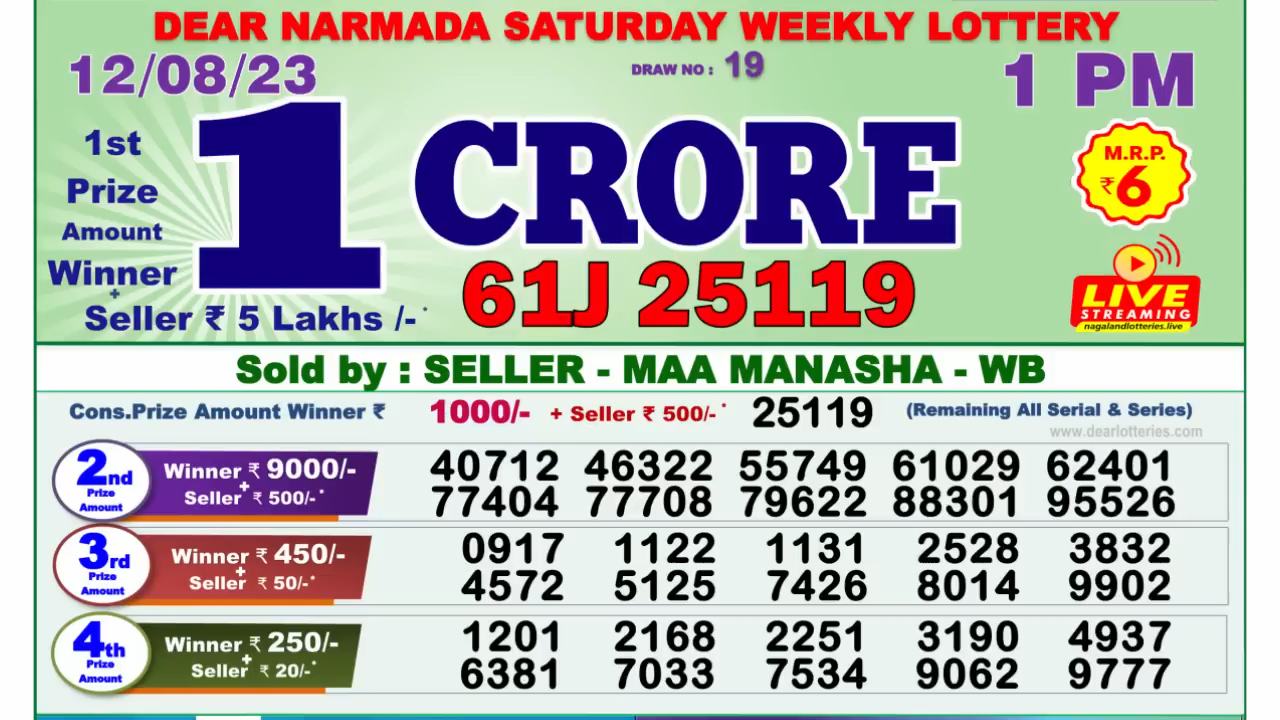 DEAR NARMADA SATURDAY WEEKLY LOTTERY
12/08/23 DRAW NO : 19 1 PM
1st
Prize
Amount
Winner
+
Seller ₹ 5 Lakhs /-*
1 CRORE
61J 25119
M.R.P.
₹6
LIVE
STREAMING
nagalandlotteries.live
Sold by : SELLER - MAA MANASHA - WB
Cons.Prize Amount Winner ₹ 1000/- + Seller ₹ 500/-* 25119 (Remaining All Serial & Series)
www.dearlotteries.com
2nd
Prize
Amount
Winner ₹ 9000/-
+
Seller ₹ 500/-*
40712 46322 55749 61029 62401
77404 77708 79622 88301 95526
3rd
Prize
Amount
Winner ₹ 450/-
+
Seller ₹ 50/-*
0917 1122 1131 2528 3832
4572 5125 7426 8014 9902
4th
Prize
Amount
Winner ₹ 250/-
+
Seller ₹ 20/-*
1201 2168 2251 3190 4937
6381 7033 7534 9062 9777